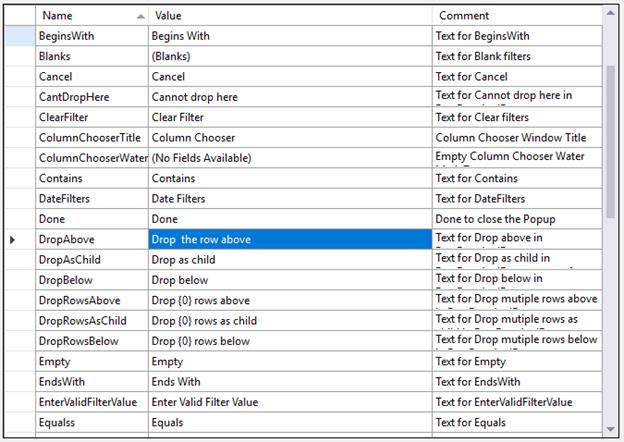 Name Value Comment
BeginsWith Begins With Text for BeginsWith
Blanks (Blanks) Text for Blank filters
Cancel Cancel Text for Cancel
CantDropHere Cannot drop here Text for Cannot drop here in
ClearFilter Clear Filter Text for Clear filters
ColumnChooserTitle Column Chooser Column Chooser Window Title
ColumnChooserWater (No Fields Available) Empty Column Chooser Water
Contains Contains Text for Contains
DateFilters Date Filters Text for DateFilters
Done Done Done to close the Popup
DropAbove Drop  the row above Text for Drop above in
DropAsChild Drop as child Text for Drop as child in
DropBelow Drop below Text for Drop below in
DropRowsAbove Drop {0} rows above Text for Drop mutiple rows above
DropRowsAsChild Drop {0} rows as child Text for Drop mutiple rows as
DropRowsBelow Drop {0} rows below Text for Drop mutiple rows below
Empty Empty Text for Empty
EndsWith Ends With Text for EndsWith
EnterValidFilterValue Enter Valid Filter Value Text for EntervalidFilterValue
Equalss Equals Text for Equals